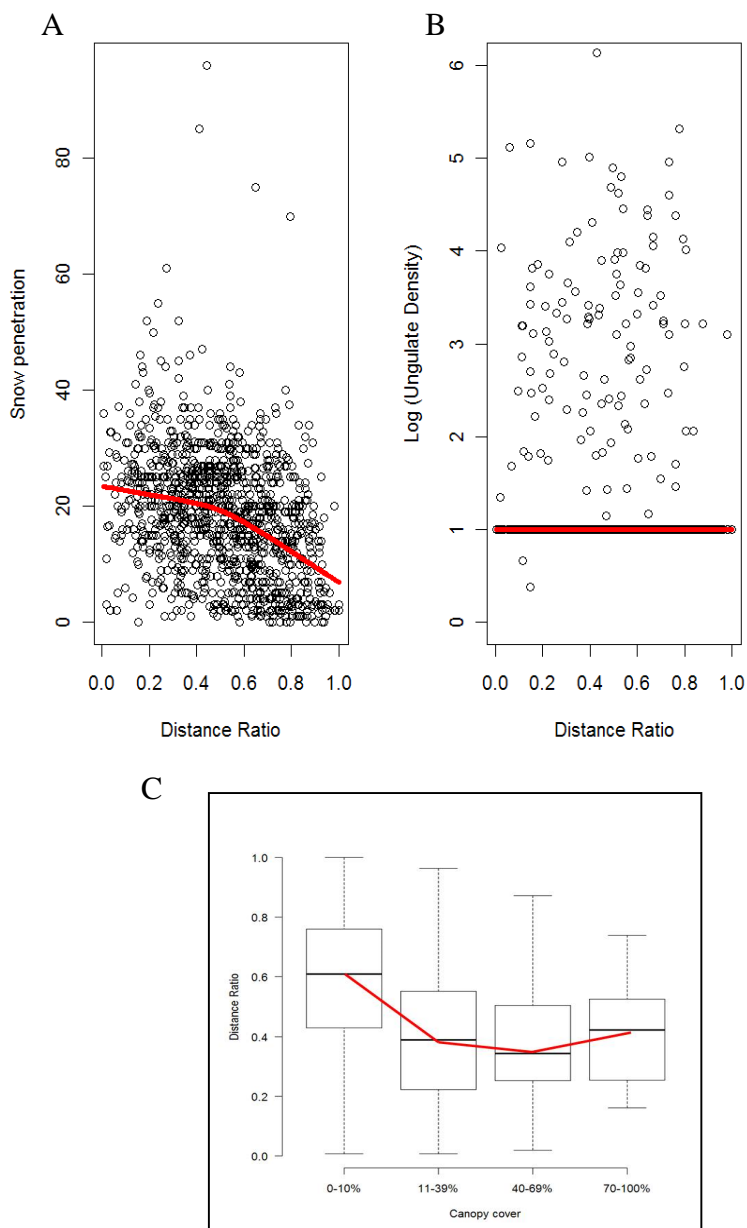 A
Snow penetration
80
60
40
20
0
0.0 0.2 0.4 0.6 0.8 1.0
Distance Ratio
B
Log (Ungulate Density)
6
5
4
3
2
1
0
0.0 0.2 0.4 0.6 0.8 1.0
Distance Ratio
C
Distance Ratio
1.0
0.8
0.6
0.4
0.2
0.0
0-10% 11-39% 40-69% 70-100%
Canopy cover